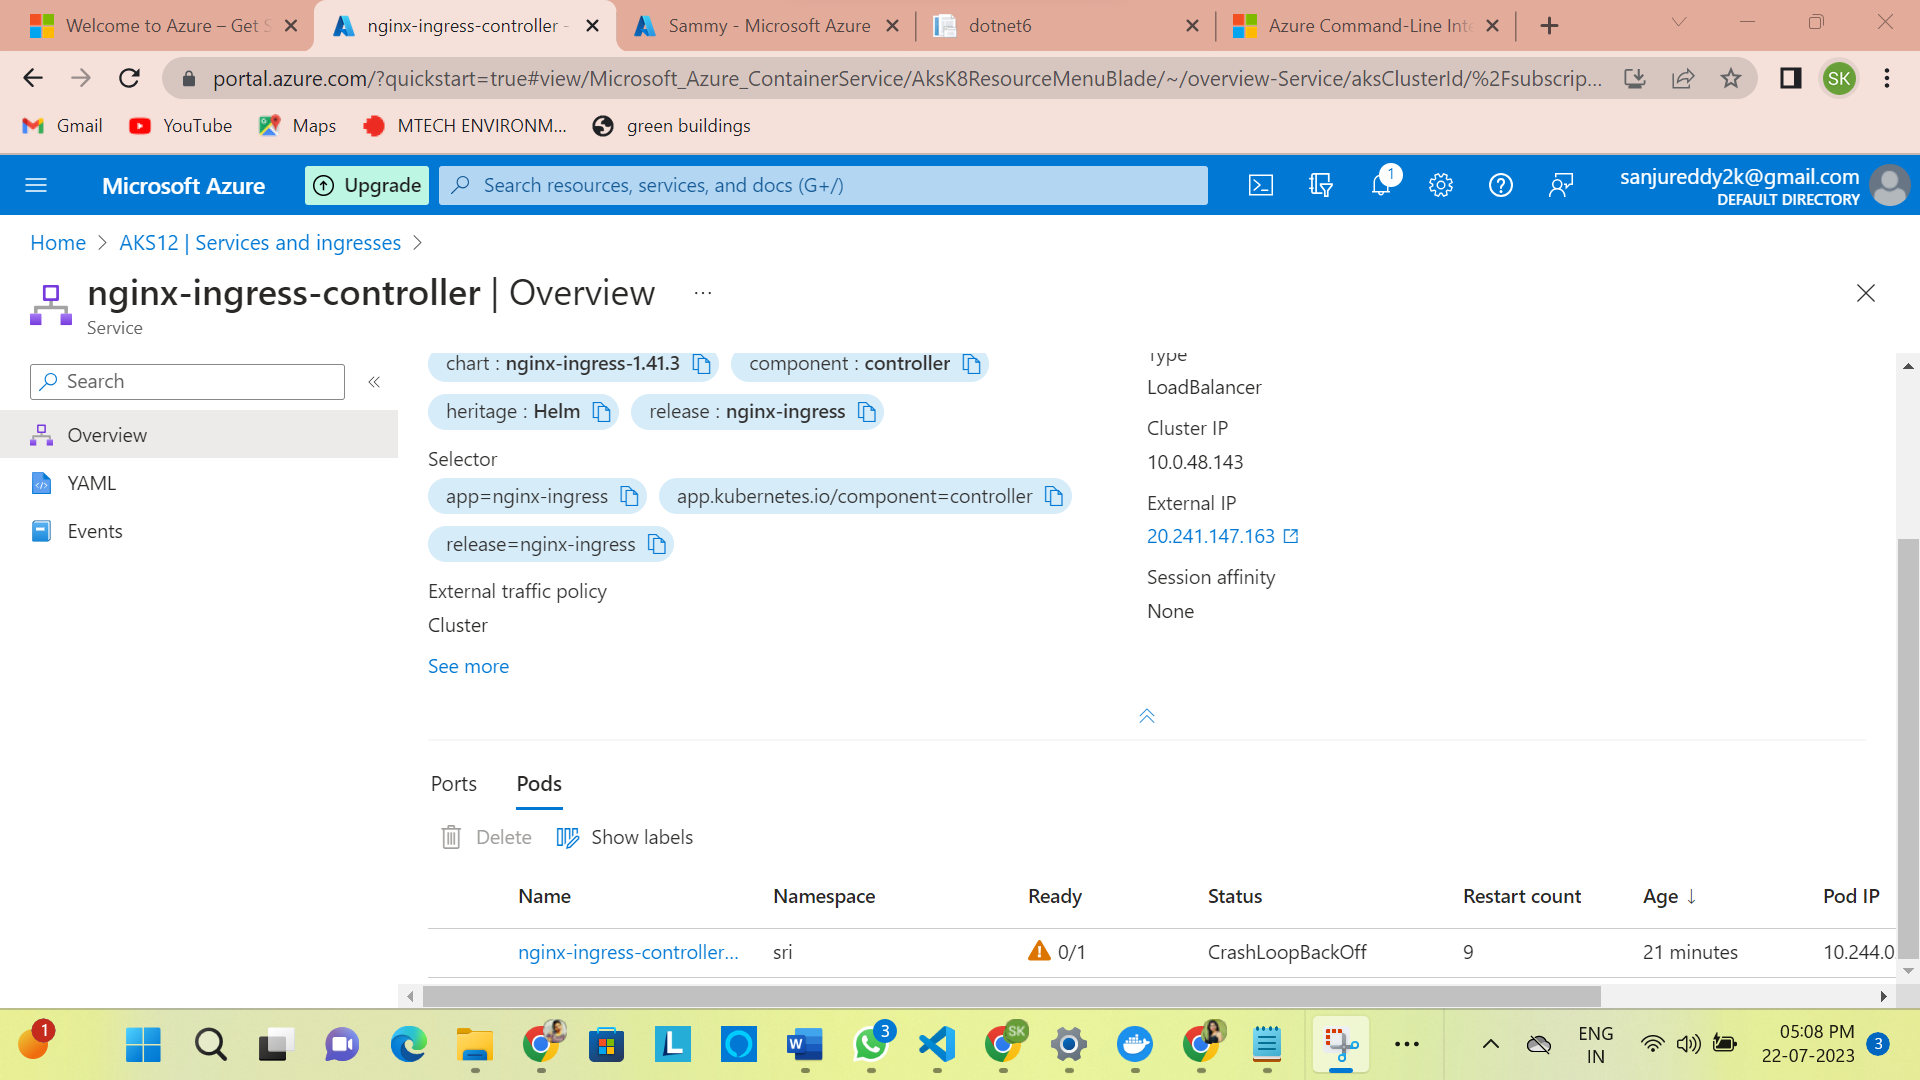 Welcome to Azure – Get S
nginx-ingress-controller -
Sammy - Microsoft Azure
dotnet6
Azure Command-Line Inte
portal.azure.com/?quickstart=true#view/Microsoft_Azure_ContainerService/AksK8ResourceMenuBlade/~/overview-Service/aksClusterId/%2Fsubscrip...
SK
Gmail
YouTube
Maps
MTECH ENVIRONM...
green buildings
Microsoft Azure
Upgrade
Search resources, services, and docs (G+/)
1
sanjureddy2k@gmail.com
DEFAULT DIRECTORY
Home > AKS12 | Services and ingresses >
nginx-ingress-controller | Overview ...
Service
Search
Overview
YAML
Events
chart : nginx-ingress-1.41.3
component : controller
heritage : Helm
release : nginx-ingress
Selector
app=nginx-ingress
app.kubernetes.io/component=controller
release=nginx-ingress
External traffic policy
Cluster
See more
Type
LoadBalancer
Cluster IP
10.0.48.143
External IP
20.241.147.163
Session affinity
None
Ports
Pods
Delete
Show labels
Name Namespace Ready Status Restart count Age ↓ Pod IP
nginx-ingress-controller... sri 0/1 CrashLoopBackOff 9 21 minutes 10.244.0
1
L
W
3
SK
ENG
IN
05:08 PM
22-07-2023
3